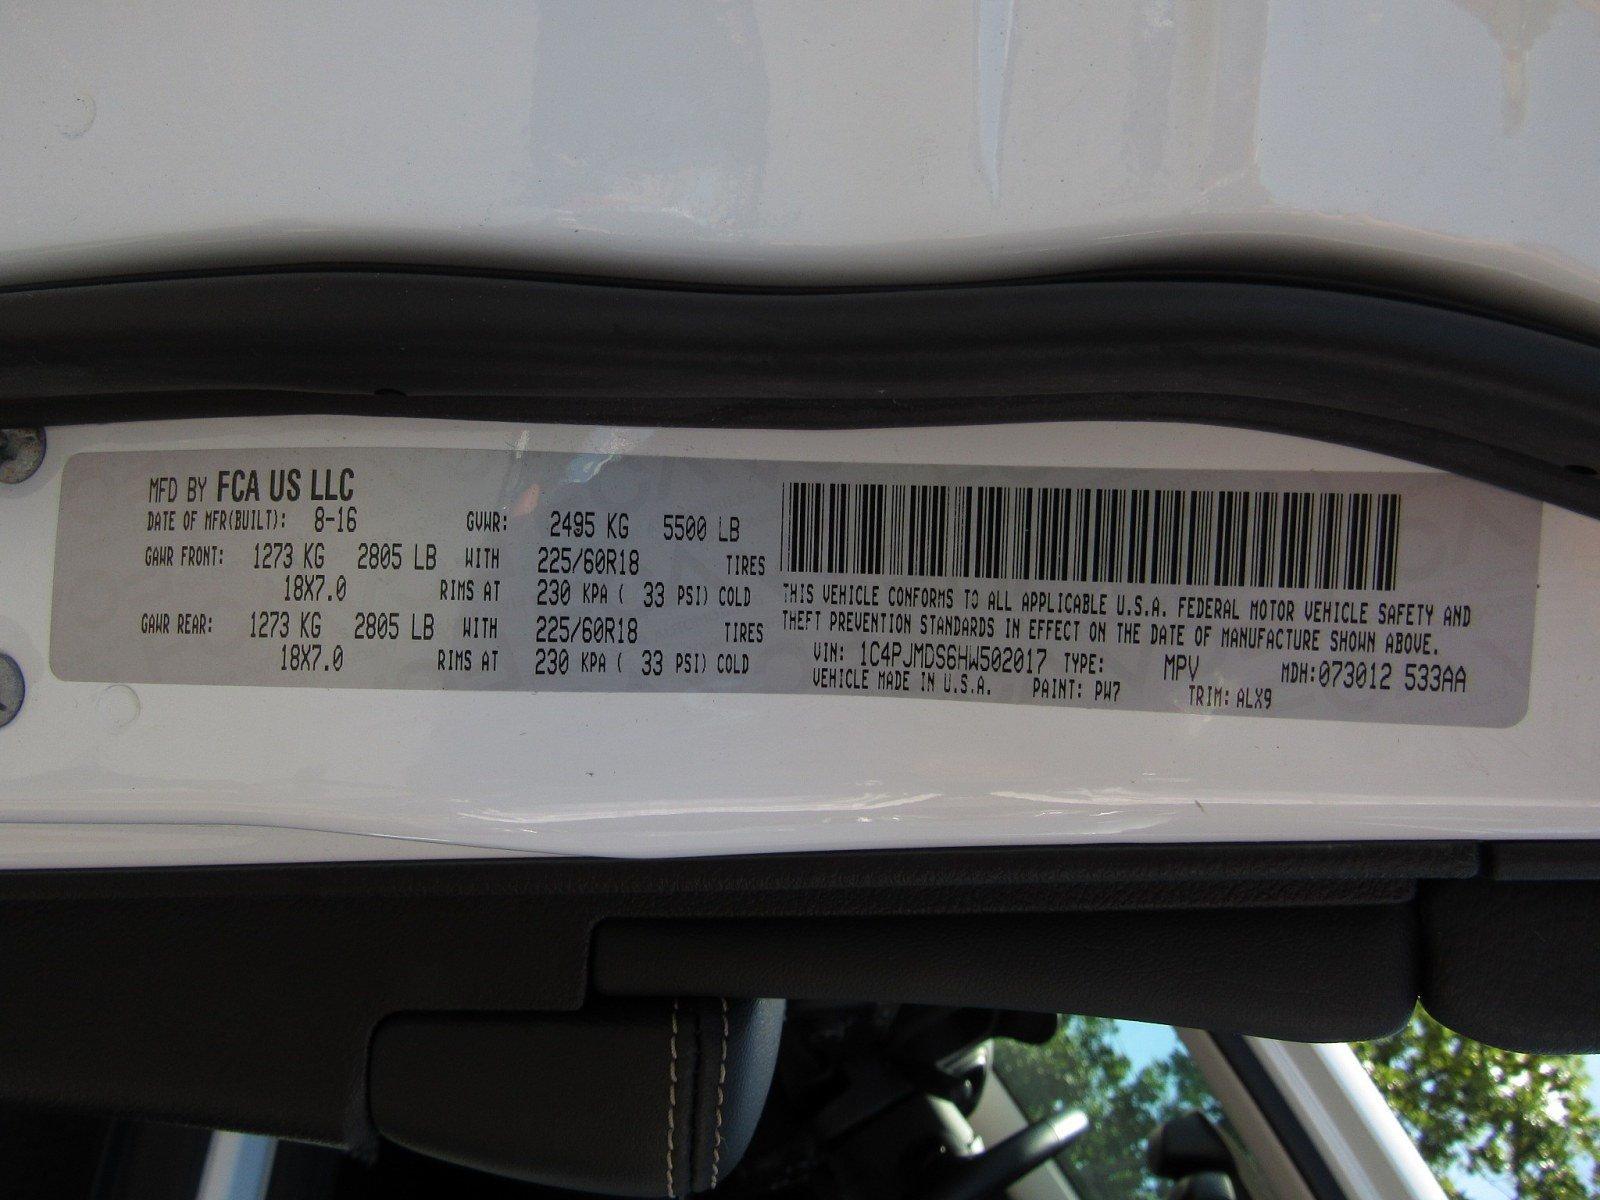 MFD BY FCA US LLC
DATE OF MFR(BUILT): 8-16 GVWR: 2495 KG 5500 LB
GAWR FRONT: 1273 KG 2805 LB WITH 225/60R18 TIRES
18X7.0 RIMS AT 230 KPA ( 33 PSI) COLD
GAWR REAR: 1273 KG 2805 LB WITH 225/60R18 TIRES
18X7.0 RIMS AT 230 KPA ( 33 PSI) COLD
THIS VEHICLE CONFORMS TO ALL APPLICABLE U.S.A. FEDERAL MOTOR VEHICLE SAFETY AND
THEFT PREVENTION STANDARDS IN EFFECT ON THE DATE OF MANUFACTURE SHOWN ABOVE.
VIN: 1C4PJMDS6HW502017 TYPE: MPV MDH:073012 533AA
VEHICLE MADE IN U.S.A. PAINT: PW7 TRIM: ALX9